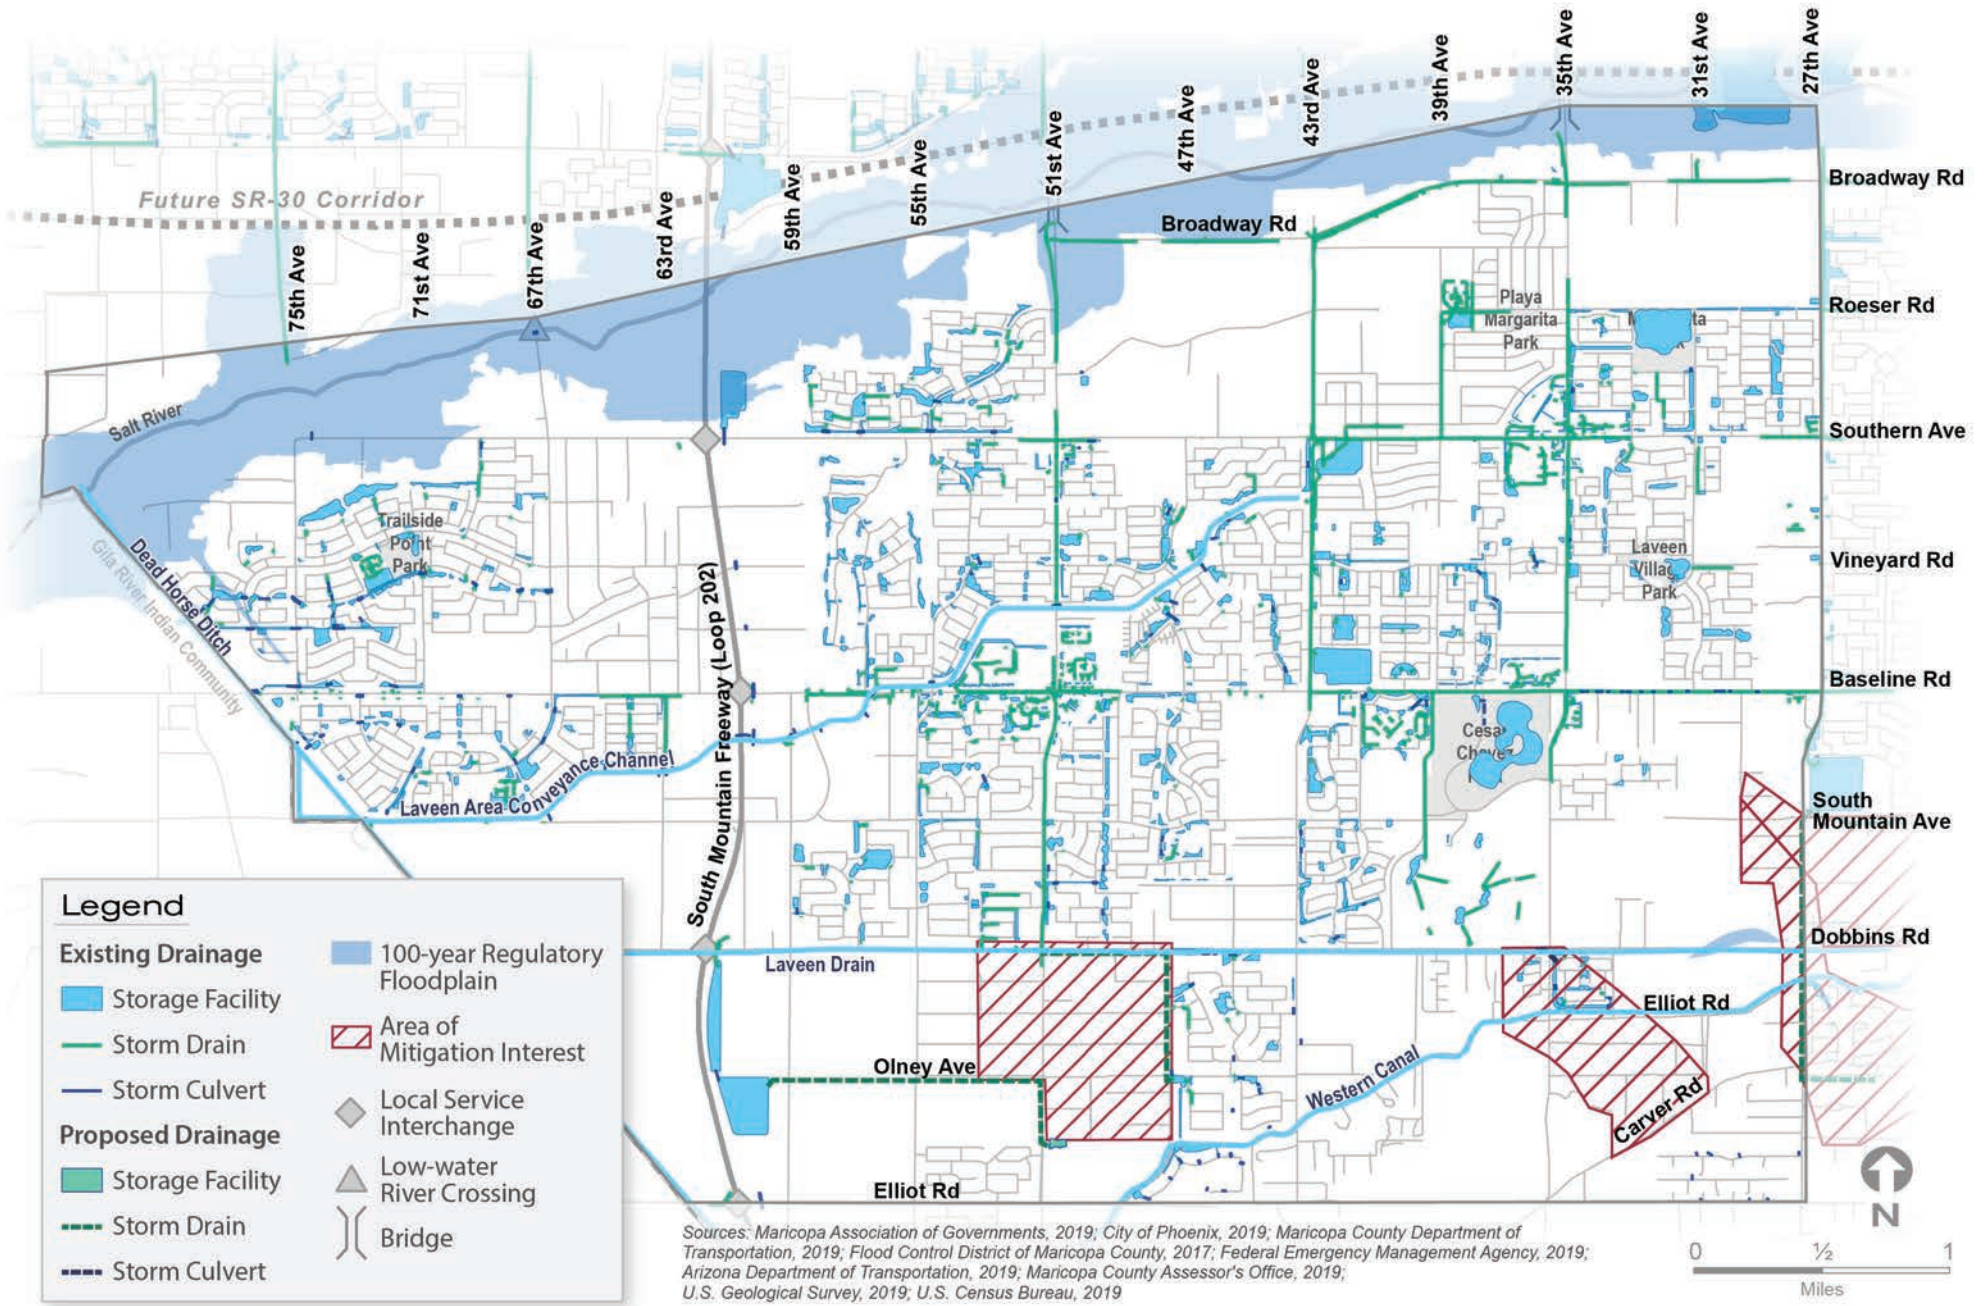 27th Ave
31st Ave
35th Ave
39th Ave
43rd Ave
47th Ave
51st Ave
55th Ave
59th Ave
63rd Ave
67th Ave
71st Ave
75th Ave
Future SR-30 Corridor
Broadway Rd
Broadway Rd
Roeser Rd
Playa
Margarita
Park
Southern Ave
Salt River
Trailside
Point
Park
Laveen
Park
Vineyard Rd
Dead Horse Ditch
Gila River Indian Community
Baseline Rd
South Mountain Freeway (Loop 202)
Laveen Area Conveyance Channel
South
Mountain Ave
Dobbins Rd
Laveen Drain
Elliot Rd
Olney Ave
Western Canal
Carver Rd
Elliot Rd
Legend
Existing Drainage
Storage Facility
Storm Drain
Storm Culvert
Proposed Drainage
Storage Facility
Storm Drain
Storm Culvert
100-year Regulatory
Floodplain
Area of
Mitigation Interest
Local Service
Interchange
Low-water
River Crossing
Bridge
N
Sources: Maricopa Association of Governments, 2019; City of Phoenix, 2019; Maricopa County Department of
Transportation, 2019; Flood Control District of Maricopa County, 2017; Federal Emergency Management Agency, 2019;
Arizona Department of Transportation, 2019; Maricopa County Assessor's Office, 2019;
U.S. Geological Survey, 2019; U.S. Census Bureau, 2019
0 ½ 1
Miles